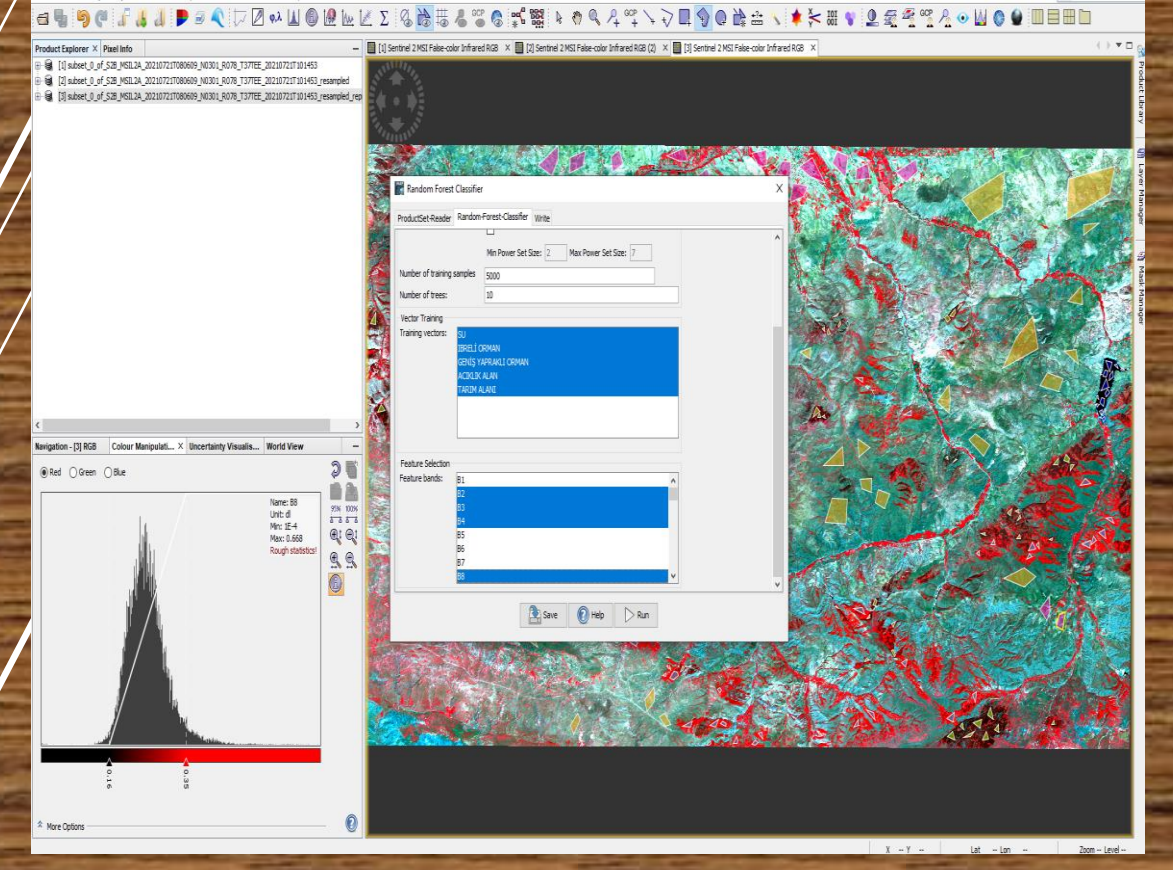 Product Explorer X Pixel Info
[1] Sentinel 2 MSI False-color Infrared RGB X [2] Sentinel 2 MSI False-color Infrared RGB (2) X [3] Sentinel 2 MSI False-color Infrared RGB X
[1] subset_0_of_S2B_MSIL2A_20210721T080609_N0301_R078_T37TEE_20210721T101453
[2] subset_0_of_S2B_MSIL2A_20210721T080609_N0301_R078_T37TEE_20210721T101453_resampled
[3] subset_0_of_S2B_MSIL2A_20210721T080609_N0301_R078_T37TEE_20210721T101453_resampled_rep
Product Library
Layer Manager
Mask Manager
Random Forest Classifier X
ProductSet-Reader Random-Forest-Classifier Write
Min Power Set Size: 2 Max Power Set Size: 7
Number of training samples 5000
Number of trees: 10
Vector Training
Training vectors: SU
IBRELİ ORMAN
GENİŞ YAPRAKLI ORMAN
ACIKLIK ALAN
TARIM ALANI
Feature Selection
Feature bands: B1
B2
B3
B4
B5
B6
B7
B8
Save Help Run
Navigation - [3] RGB Colour Manipulati... X Uncertainty Visualis... World View
Red Green Blue
Name: B8
Unit: dl
Min: 1E-4
Max: 0.668
Rough statistics!
95% 100%
0.16
0.35
More Options
X -- Y -- Lat -- Lon -- Zoom -- Level --